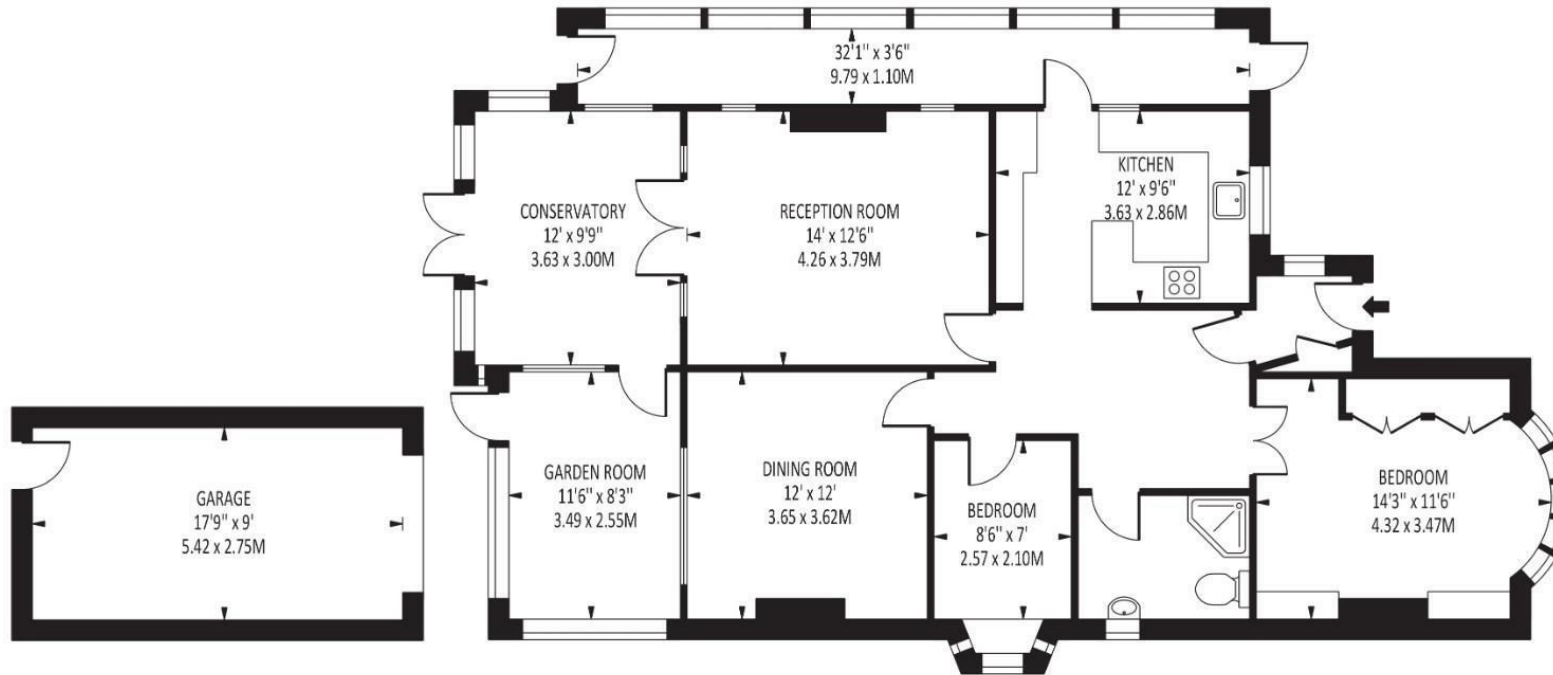 32'1" x 3'6"
9.79 x 1.10M
KITCHEN
12' x 9'6"
3.63 x 2.86M
CONSERVATORY
12' x 9'9"
3.63 x 3.00M
RECEPTION ROOM
14' x 12'6"
4.26 x 3.79M
GARAGE
17'9" x 9'
5.42 x 2.75M
GARDEN ROOM
11'6" x 8'3"
3.49 x 2.55M
DINING ROOM
12' x 12'
3.65 x 3.62M
BEDROOM
8'6" x 7'
2.57 x 2.10M
BEDROOM
14'3" x 11'6"
4.32 x 3.47M